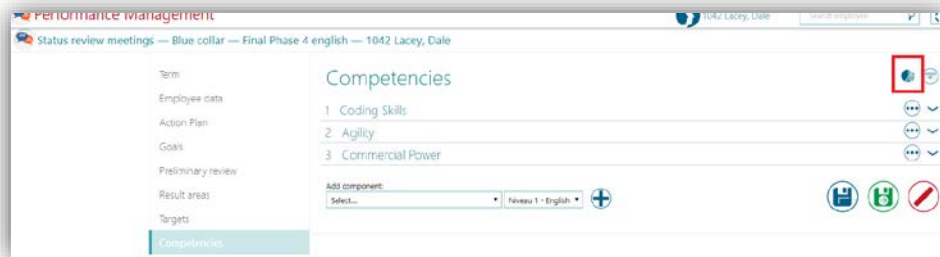 Performance Management
1042 Lacey, Dale
Search employee
Status review meetings — Blue collar — Final Phase 4 english — 1042 Lacey, Dale
Term
Employee data
Action Plan
Goals
Preliminary review
Result areas
Targets
Competencies
Competencies
1 Coding Skills
2 Agility
3 Commercial Power
Add component:
Select...
Niveau 1 - English